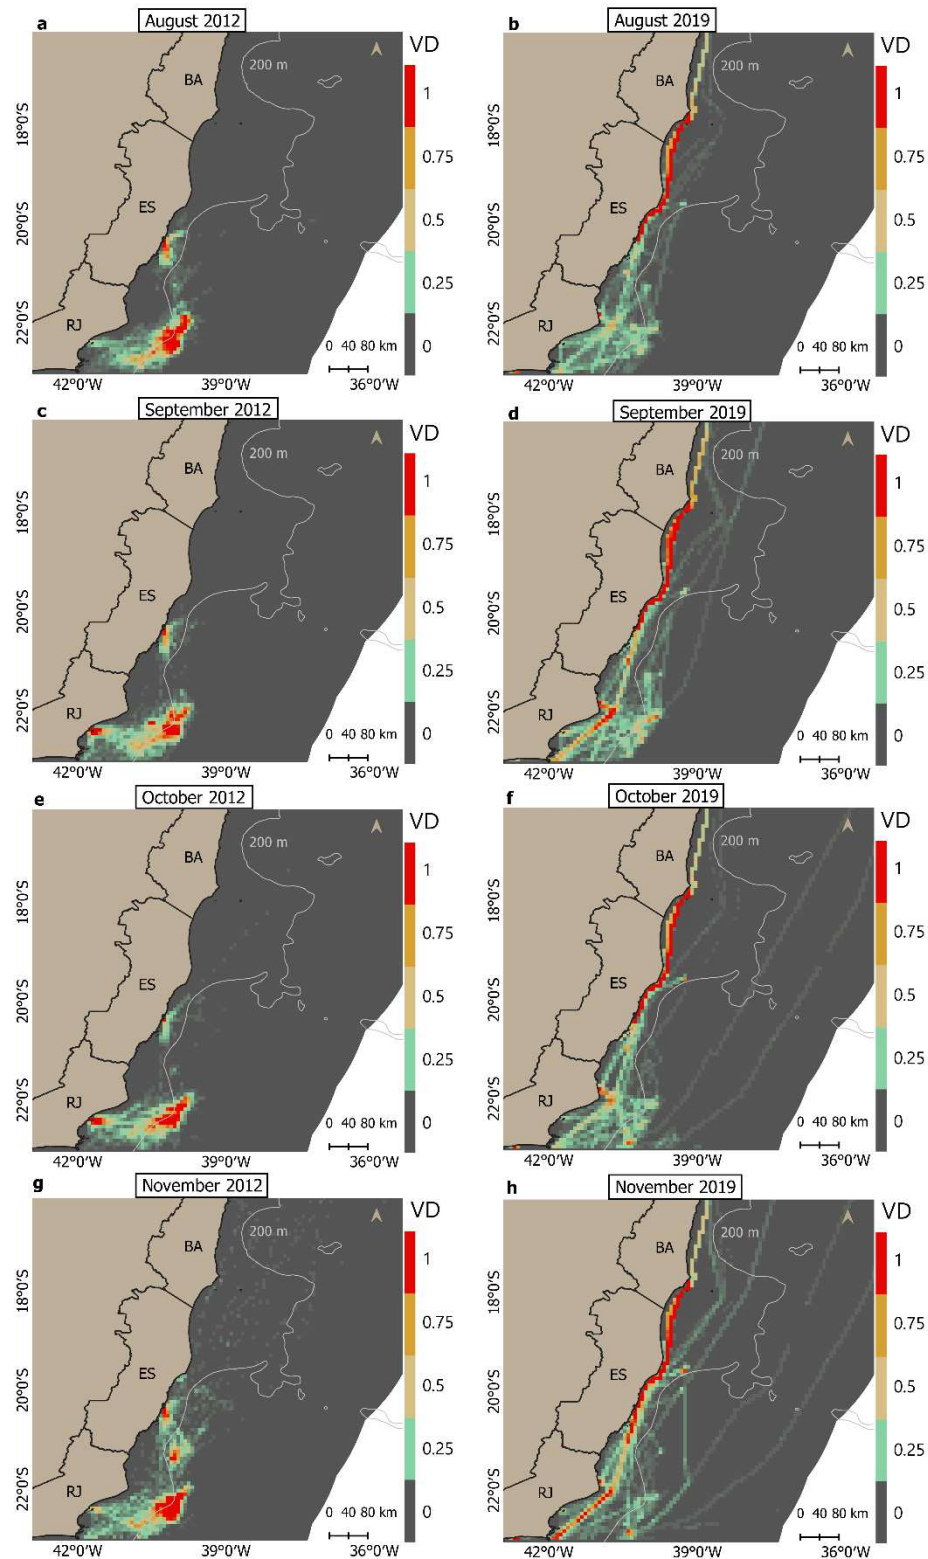 a
August 2012
VD
BA
200 m
ES
RJ
18°0'S
20°0'S
22°0'S
1
0.75
0.5
0.25
0
0 40 80 km
42°0'W
39°0'W
36°0'W
b
August 2019
VD
BA
200 m
ES
RJ
18°0'S
20°0'S
22°0'S
1
0.75
0.5
0.25
0
0 40 80 km
42°0'W
39°0'W
36°0'W
c
September 2012
VD
BA
200 m
ES
RJ
18°0'S
20°0'S
22°0'S
1
0.75
0.5
0.25
0
0 40 80 km
42°0'W
39°0'W
36°0'W
d
September 2019
VD
BA
200 m
ES
RJ
18°0'S
20°0'S
22°0'S
1
0.75
0.5
0.25
0
0 40 80 km
42°0'W
39°0'W
36°0'W
e
October 2012
VD
BA
200 m
ES
RJ
18°0'S
20°0'S
22°0'S
1
0.75
0.5
0.25
0
0 40 80 km
42°0'W
39°0'W
36°0'W
f
October 2019
VD
BA
200 m
ES
RJ
18°0'S
20°0'S
22°0'S
1
0.75
0.5
0.25
0
0 40 80 km
42°0'W
39°0'W
36°0'W
g
November 2012
VD
BA
200 m
ES
RJ
18°0'S
20°0'S
22°0'S
1
0.75
0.5
0.25
0
0 40 80 km
42°0'W
39°0'W
36°0'W
h
November 2019
VD
BA
200 m
ES
RJ
18°0'S
20°0'S
22°0'S
1
0.75
0.5
0.25
0
0 40 80 km
42°0'W
39°0'W
36°0'W